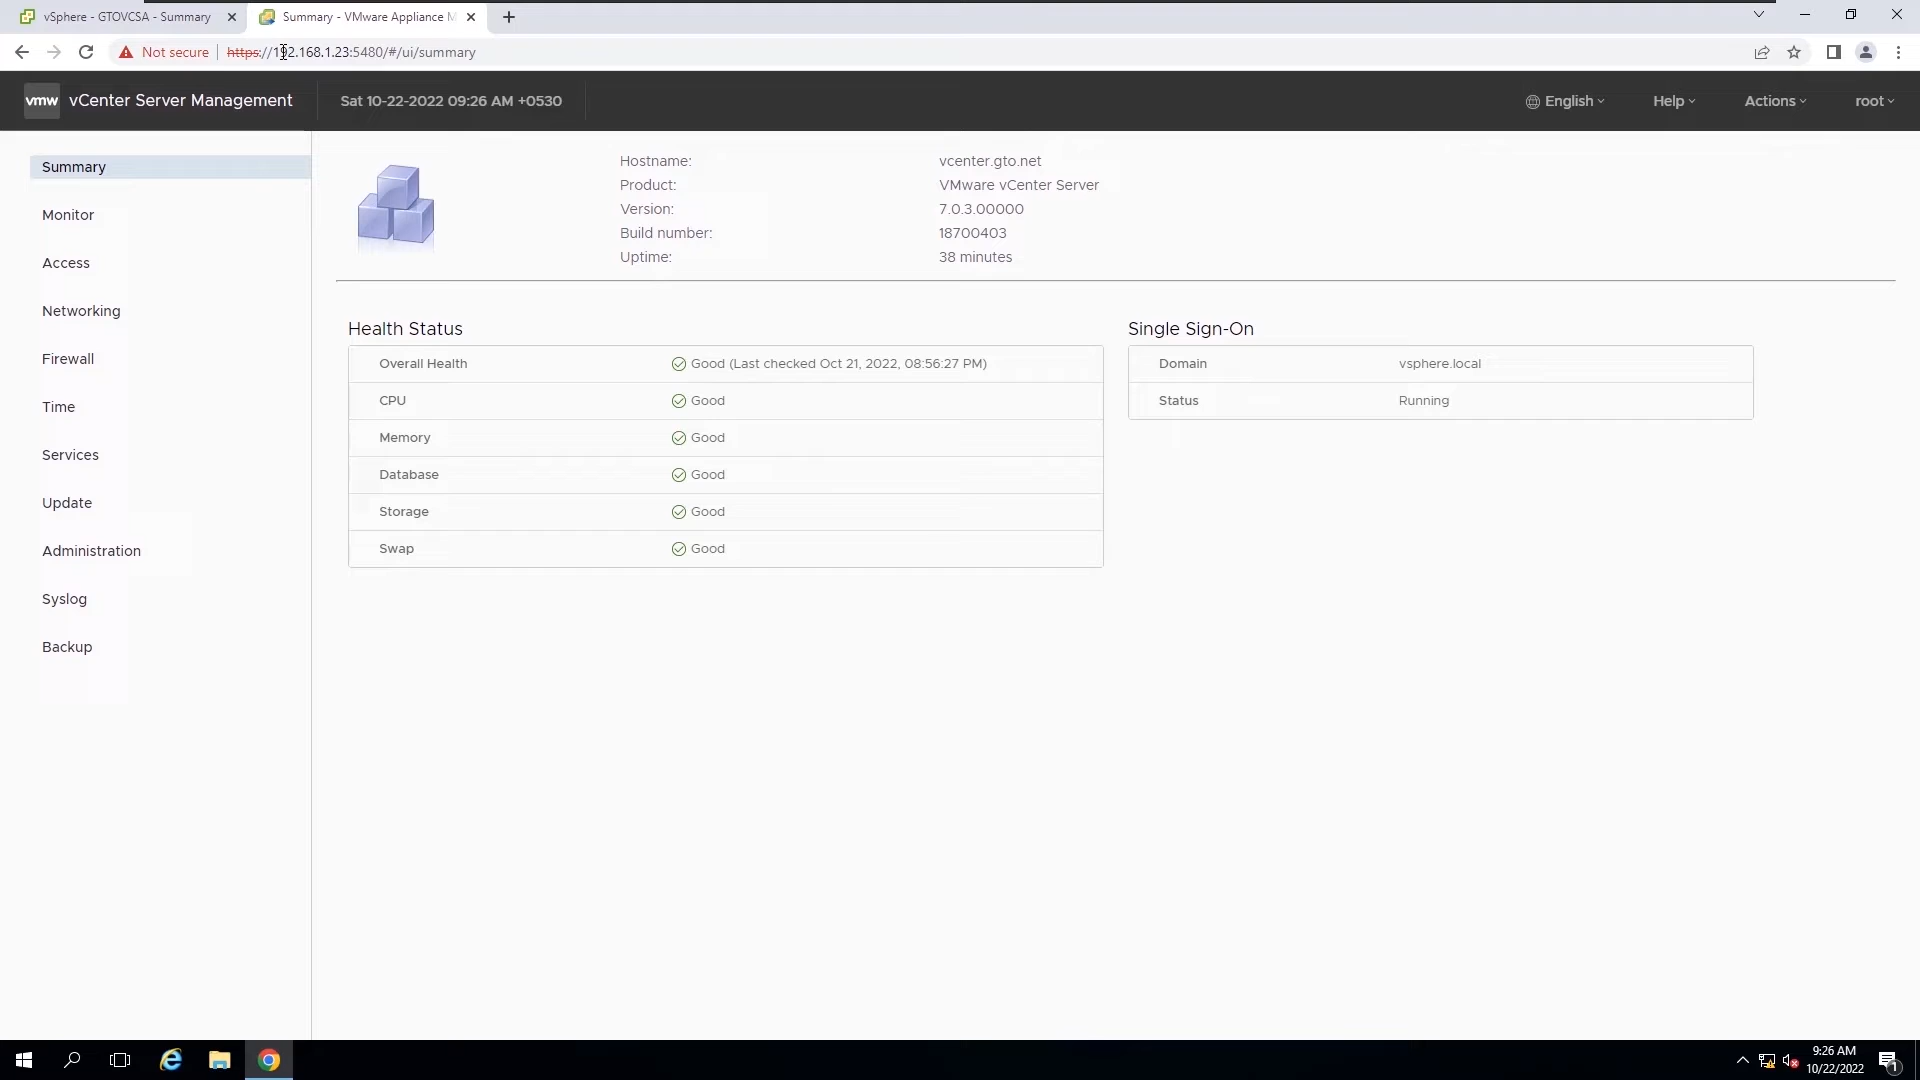 vSphere - GTOVCSA - Summary
Summary - VMware Appliance M
Not secure
https://192.168.1.23:5480/#/ui/summary
vmw vCenter Server Management
Sat 10-22-2022 09:26 AM +0530
English
Help
Actions
root
Summary
Monitor
Access
Networking
Firewall
Time
Services
Update
Administration
Syslog
Backup
Hostname: vcenter.gto.net
Product: VMware vCenter Server
Version: 7.0.3.00000
Build number: 18700403
Uptime: 38 minutes
Health Status
Overall Health Good (Last checked Oct 21, 2022, 08:56:27 PM)
CPU Good
Memory Good
Database Good
Storage Good
Swap Good
Single Sign-On
Domain vsphere.local
Status Running
9:26 AM
10/22/2022
1